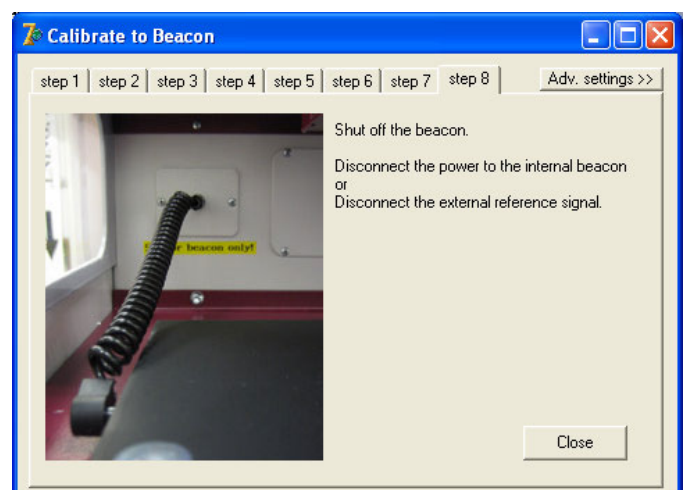 Calibrate to Beacon
step 1 step 2 step 3 step 4 step 5 step 6 step 7 step 8 Adv. settings >>
Shut off the beacon.
Disconnect the power to the internal beacon
or
Disconnect the external reference signal.
beacon only!
Close